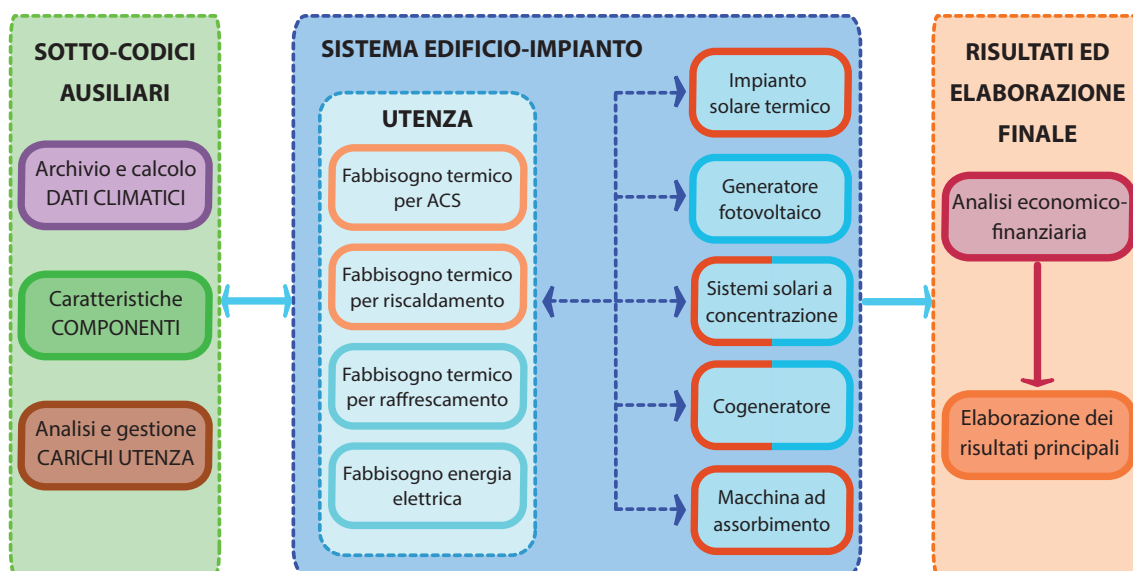 SOTTO-CODICI
AUSILIARI
Archivio e calcolo
DATI CLIMATICI
Caratteristiche
COMPONENTI
Analisi e gestione
CARICHI UTENZA
SISTEMA EDIFICIO-IMPIANTO
UTENZA
Fabbisogno termico
per ACS
Fabbisogno termico
per riscaldamento
Fabbisogno termico
per raffrescamento
Fabbisogno energia
elettrica
Impianto
solare termico
Generatore
fotovoltaico
Sistemi solari a
concentrazione
Cogeneratore
Macchina ad
assorbimento
RISULTATI ED
ELABORAZIONE
FINALE
Analisi economico-
finanziaria
Elaborazione dei
risultati principali